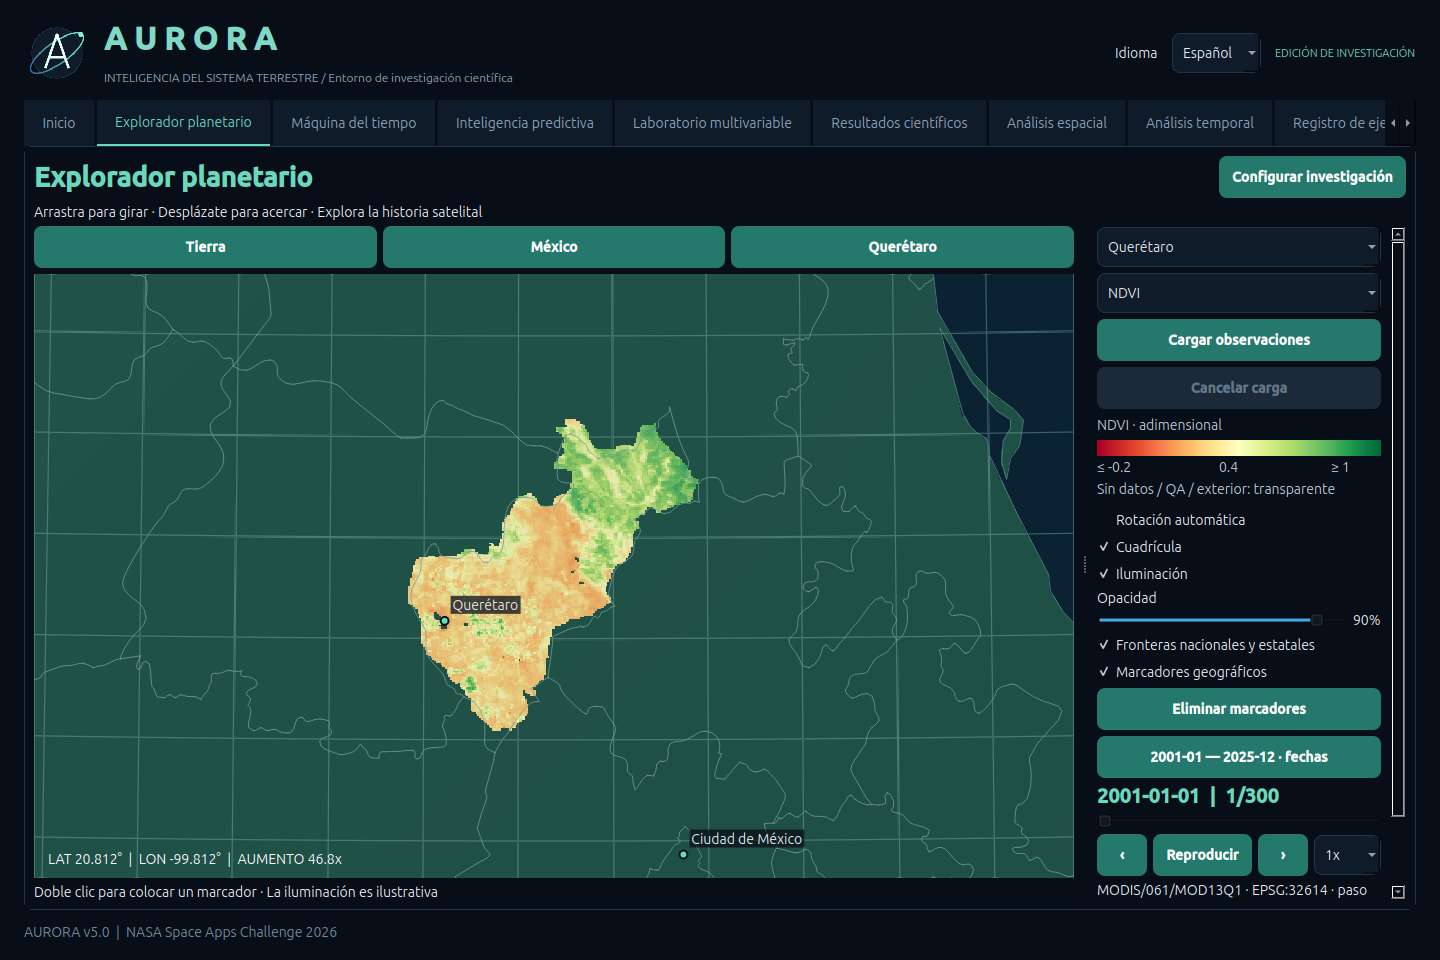 AURORA
INTELIGENCIA DEL SISTEMA TERRESTRE / Entorno de investigación científica
Idioma
Español
EDICIÓN DE INVESTIGACIÓN
Inicio
Explorador planetario
Máquina del tiempo
Inteligencia predictiva
Laboratorio multivariable
Resultados científicos
Análisis espacial
Análisis temporal
Registro de eje
Explorador planetario
Configurar investigación
Arrastra para girar · Desplázate para acercar · Explora la historia satelital
Tierra
México
Querétaro
Querétaro
Ciudad de México
LAT 20.812° | LON -99.812° | AUMENTO 46.8x
Doble clic para colocar un marcador · La iluminación es ilustrativa
Querétaro
NDVI
Cargar observaciones
Cancelar carga
NDVI · adimensional
≤ -0.2 0.4 ≥ 1
Sin datos / QA / exterior: transparente
Rotación automática
✓ Cuadrícula
✓ Iluminación
Opacidad
90%
✓ Fronteras nacionales y estatales
✓ Marcadores geográficos
Eliminar marcadores
2001-01 — 2025-12 · fechas
2001-01-01 | 1/300
‹ Reproducir › 1x
MODIS/061/MOD13Q1 · EPSG:32614 · paso
AURORA v5.0 | NASA Space Apps Challenge 2026